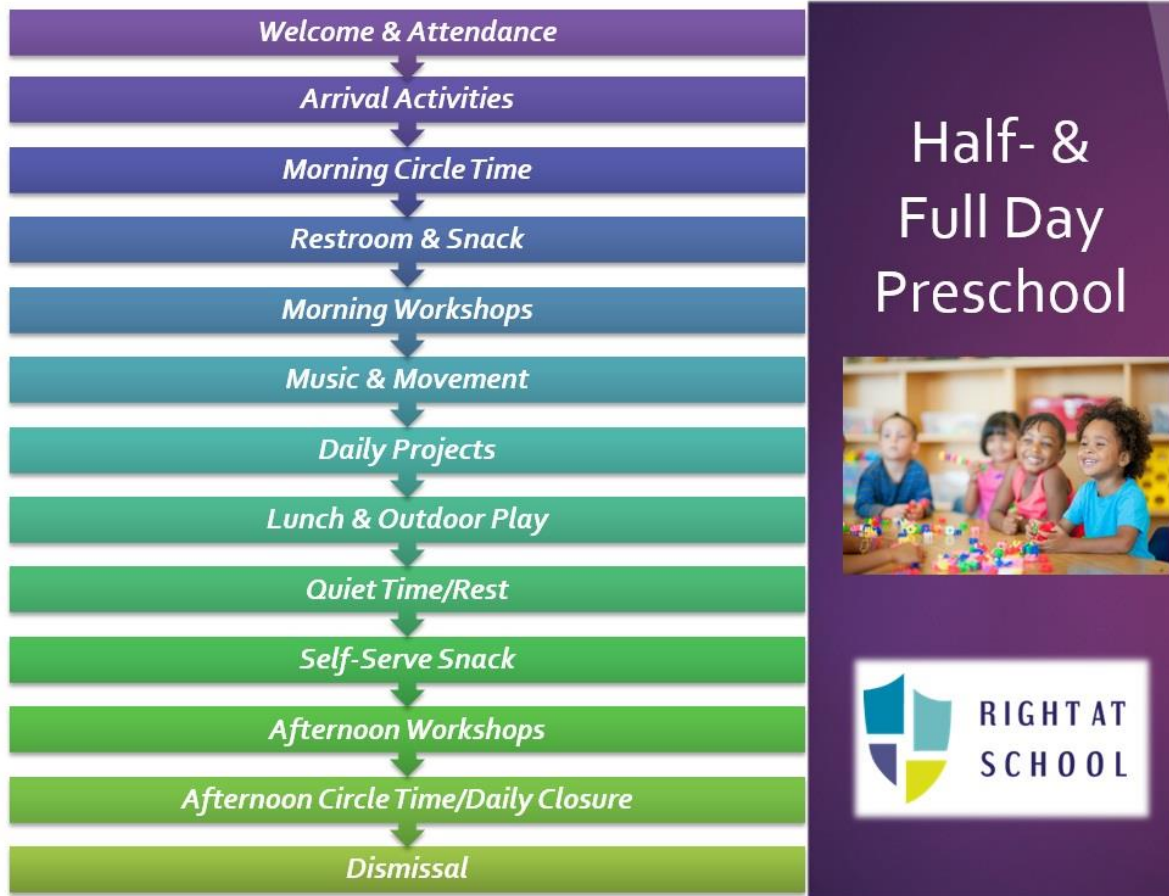 Welcome & Attendance
Arrival Activities
Morning Circle Time
Restroom & Snack
Morning Workshops
Music & Movement
Daily Projects
Lunch & Outdoor Play
Quiet Time/Rest
Self-Serve Snack
Afternoon Workshops
Afternoon Circle Time/Daily Closure
Dismissal
Half- &
Full Day
Preschool
RIGHT AT
SCHOOL